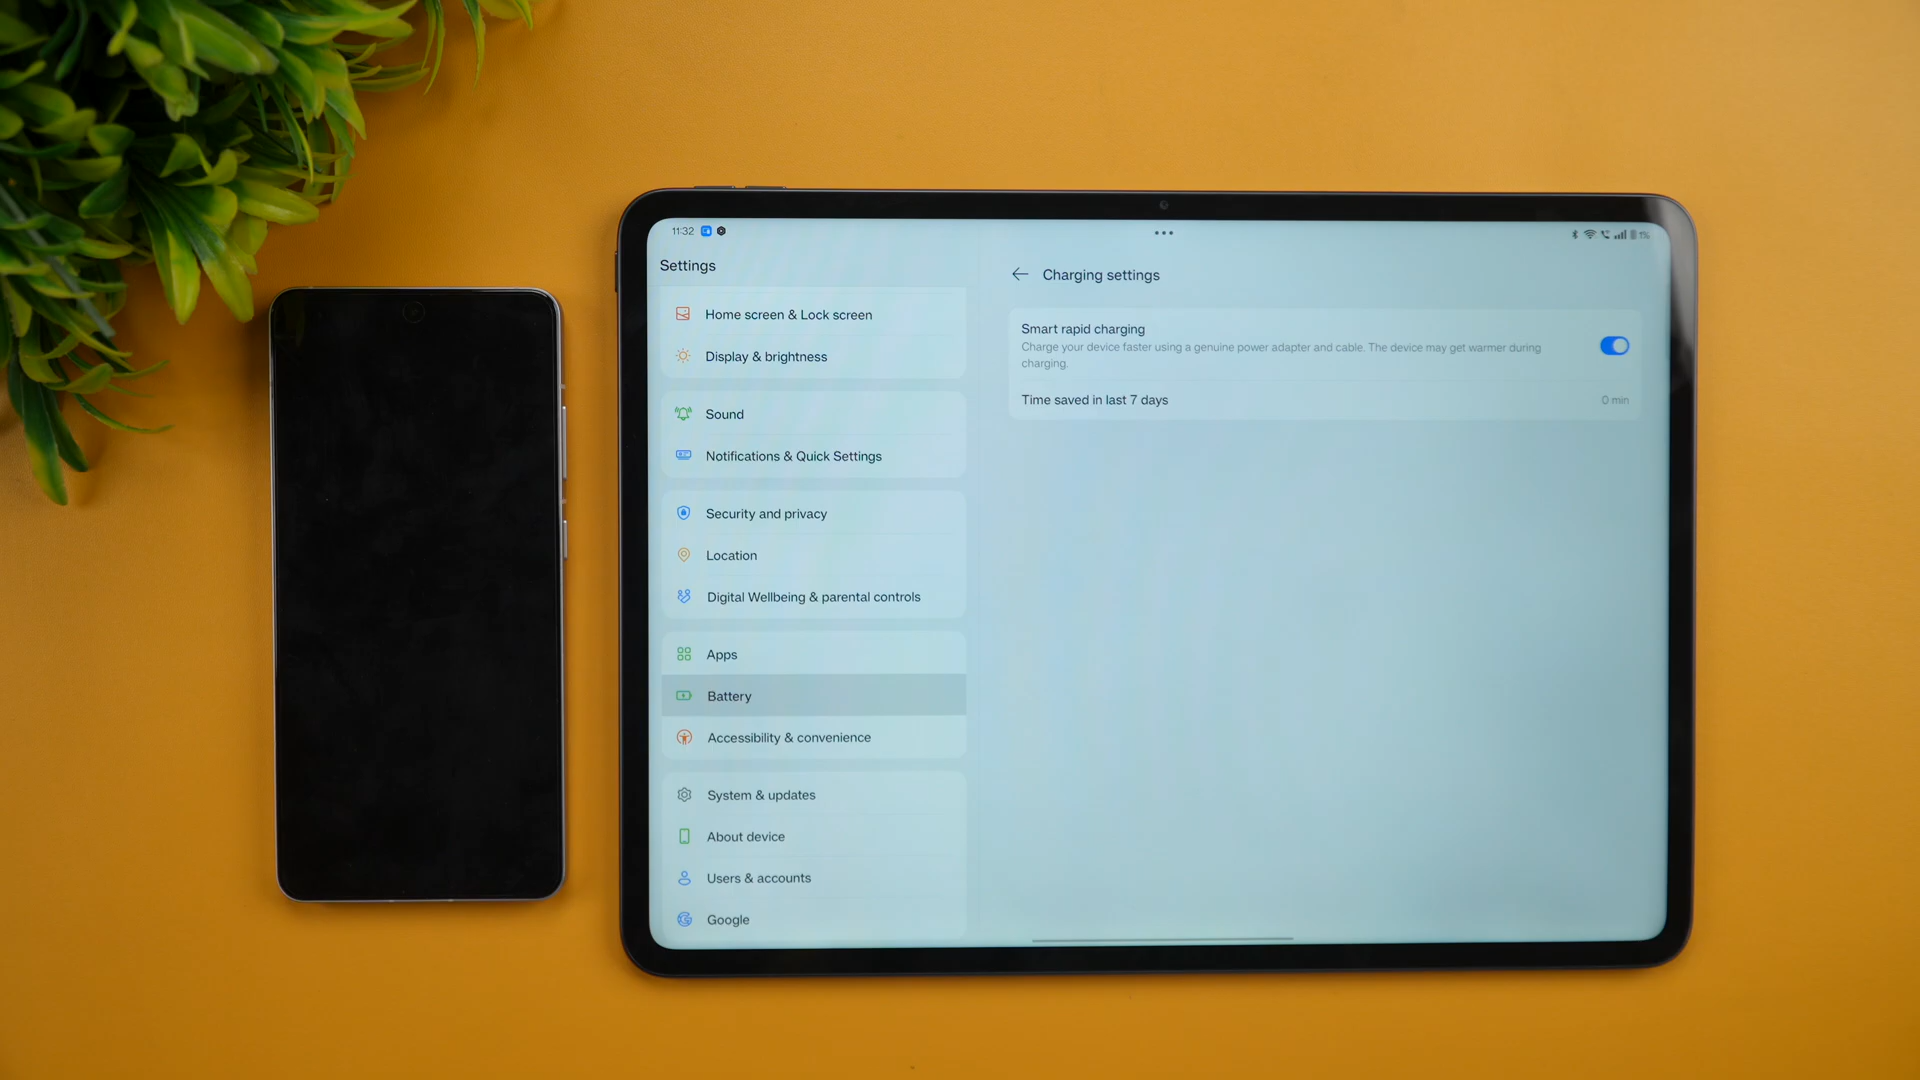 11:32
1%
Settings
Home screen & Lock screen
Display & brightness
Sound
Notifications & Quick Settings
Security and privacy
Location
Digital Wellbeing & parental controls
Apps
Battery
Accessibility & convenience
System & updates
About device
Users & accounts
Google
Charging settings
Smart rapid charging
Charge your device faster using a genuine power adapter and cable. The device may get warmer during
charging.
Time saved in last 7 days
0 min